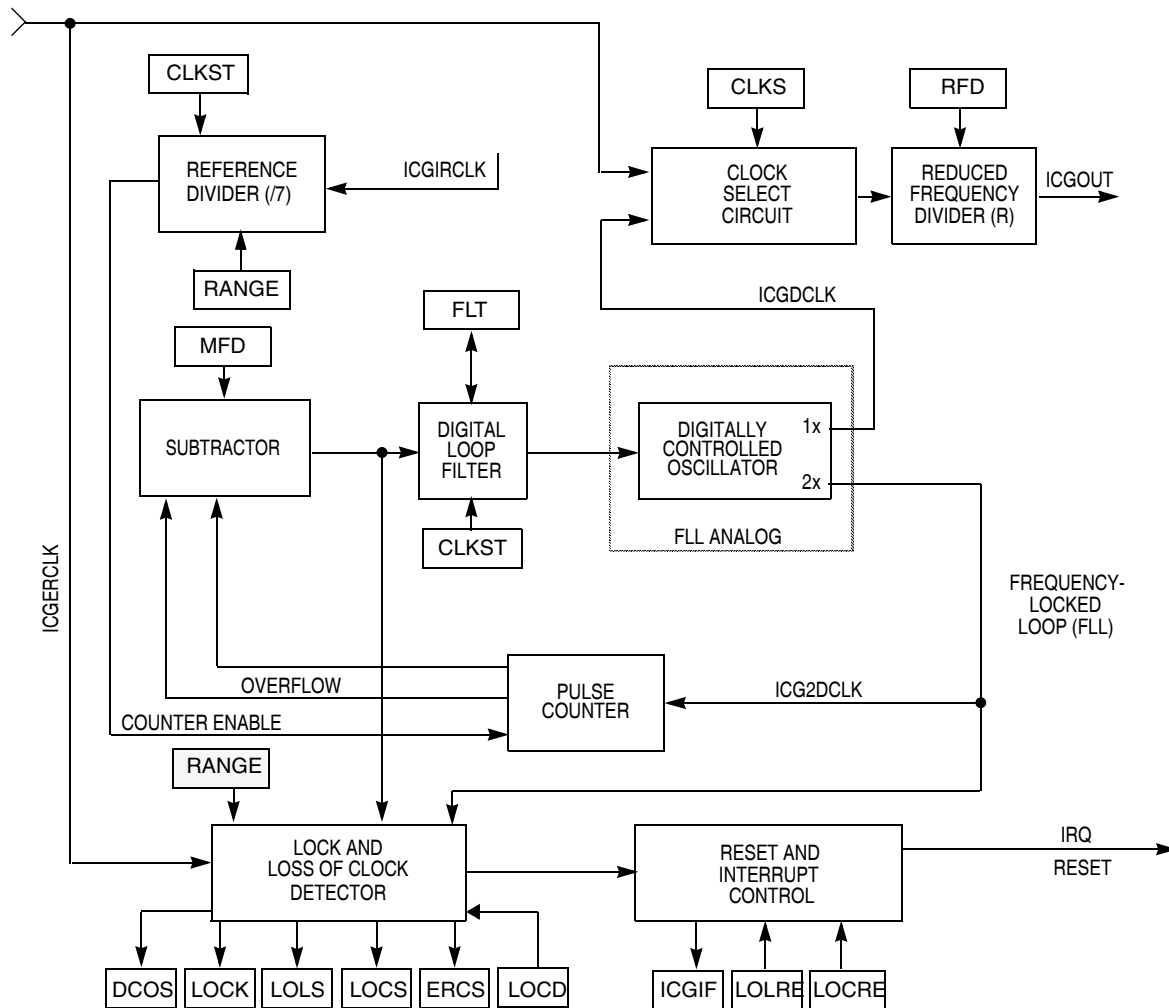 CLKST
CLKS
RFD
REFERENCE
DIVIDER (/7)
ICGIRCLK
CLOCK
SELECT
CIRCUIT
REDUCED
FREQUENCY
DIVIDER (R)
ICGOUT
RANGE
ICGDCLK
FLT
MFD
SUBTRACTOR
DIGITAL
LOOP
FILTER
DIGITALLY
CONTROLLED
OSCILLATOR
1x
2x
FLL ANALOG
CLKST
ICGERCLK
FREQUENCY-
LOCKED
LOOP (FLL)
OVERFLOW
PULSE
COUNTER
ICG2DCLK
COUNTER ENABLE
RANGE
LOCK AND
LOSS OF CLOCK
DETECTOR
RESET AND
INTERRUPT
CONTROL
IRQ
RESET
DCOS
LOCK
LOLS
LOCS
ERCS
LOCD
ICGIF
LOLRE
LOCRE